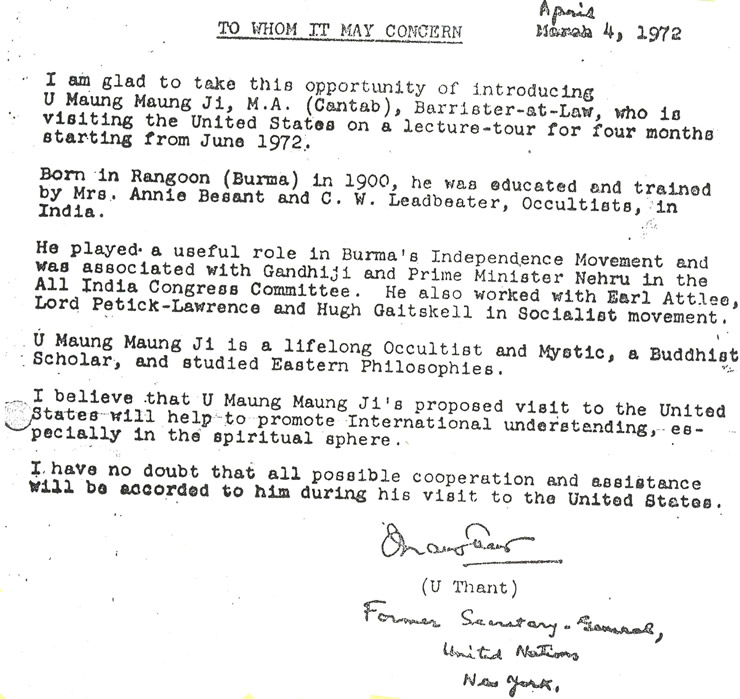 April
TO WHOM IT MAY CONCERN
March 4, 1972
I am glad to take this opportunity of introducing
U Maung Maung Ji, M.A. (Cantab), Barrister-at-Law, who is
visiting the United States on a lecture-tour for four months
starting from June 1972.
Born in Rangoon (Burma) in 1900, he was educated and trained
by Mrs. Annie Besant and C. W. Leadbeater, Occultists, in
India.
He played a useful role in Burma's Independence Movement and
was associated with Gandhiji and Prime Minister Nehru in the
All India Congress Committee. He also worked with Earl Attlee,
Lord Petick-Lawrence and Hugh Gaitskell in Socialist movement.
U Maung Maung Ji is a lifelong Occultist and Mystic, a Buddhist
Scholar, and studied Eastern Philosophies.
I believe that U Maung Maung Ji's proposed visit to the United
States will help to promote International understanding, es-
pecially in the spiritual sphere.
I have no doubt that all possible cooperation and assistance
will be accorded to him during his visit to the United States.
(U Thant)
Former Secretary-General,
United Nations
New York.